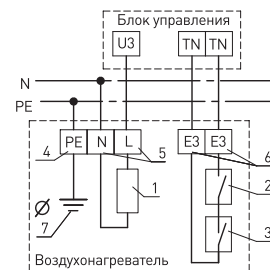 Блок управления
U3 TN TN
N
PE
4 PE N L 5 E3 E3 6
1 2
7 3
Воздухонагреватель